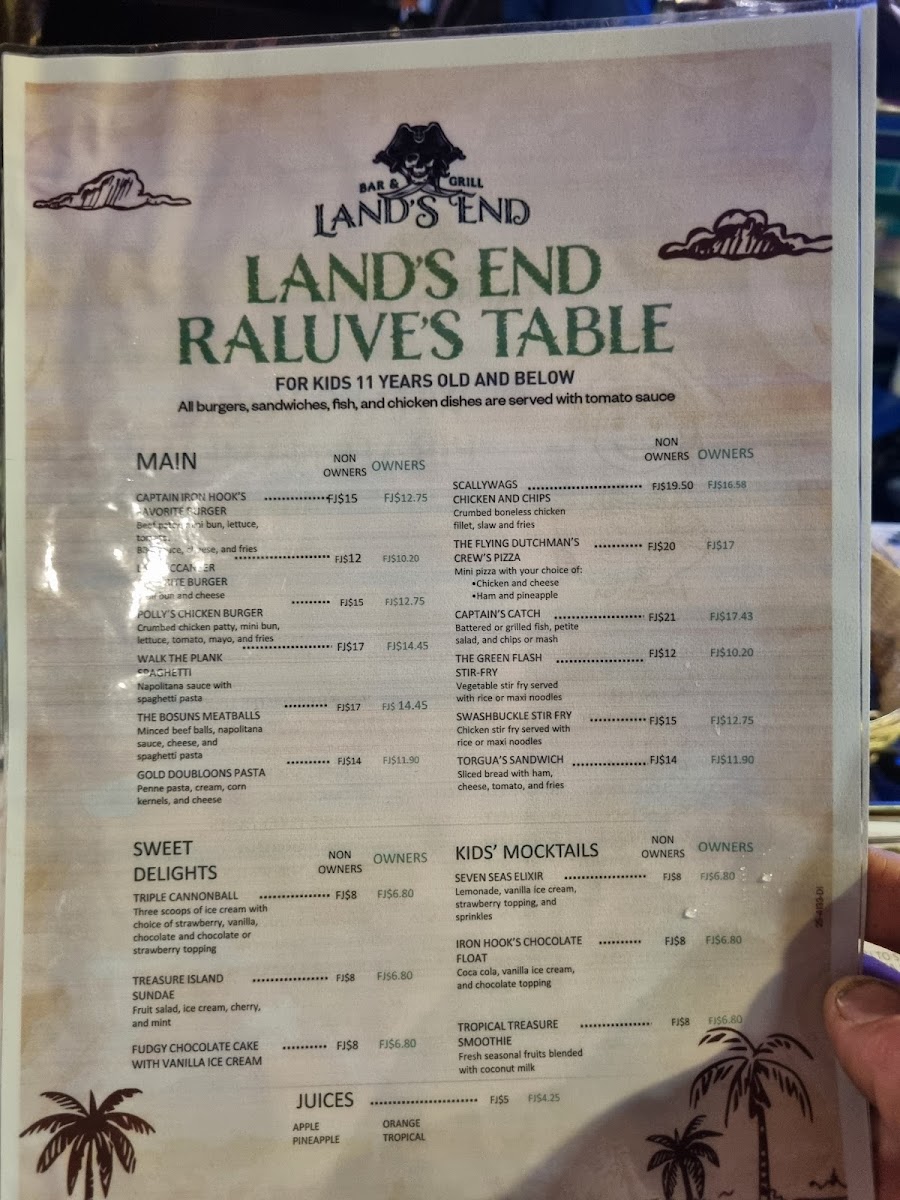 BAR & GRILL
LAND'S END
LAND'S END
RALUVE'S TABLE
FOR KIDS 11 YEARS OLD AND BELOW
All burgers, sandwiches, fish, and chicken dishes are served with tomato sauce
MAIN
NON
OWNERS OWNERS
CAPTAIN IRON HOOK'S FJ$15 FJ$12.75
FAVORITE BURGER
Beef mini bun, lettuce,
and fries
FJ$12 FJ$10.20
BURGER
bun and cheese
POLLY'S CHICKEN BURGER FJ$15 FJ$12.75
Crumbed chicken patty, mini bun,
lettuce, tomato, mayo, and fries
WALK THE PLANK FJ$17 FJ$14.45
SPAGHETTI
Napolitana sauce with
spaghetti pasta
THE BOSUNS MEATBALLS FJ$17 FJ$ 14.45
Minced beef balls, napolitana
sauce, cheese, and
spaghetti pasta
GOLD DOUBLOONS PASTA FJ$14 FJ$11.90
Penne pasta, cream, corn
kernels, and cheese
NON
OWNERS OWNERS
SCALLYWAGS FJ$19.50 FJ$16.58
CHICKEN AND CHIPS
Crumbed boneless chicken
fillet, slaw and fries
THE FLYING DUTCHMAN'S FJ$20 FJ$17
CREW'S PIZZA
Mini pizza with your choice of:
•Chicken and cheese
•Ham and pineapple
CAPTAIN'S CATCH FJ$21 FJ$17.43
Battered or grilled fish, petite
salad, and chips or mash
THE GREEN FLASH FJ$12 FJ$10.20
STIR-FRY
Vegetable stir fry served
with rice or maxi noodles
SWASHBUCKLE STIR FRY FJ$15 FJ$12.75
Chicken stir fry served with
rice or maxi noodles
TORGUA'S SANDWICH FJ$14 FJ$11.90
Sliced bread with ham,
cheese, tomato, and fries
SWEET
DELIGHTS
NON
OWNERS OWNERS
TRIPLE CANNONBALL FJ$8 FJ$6.80
Three scoops of ice cream with
choice of strawberry, vanilla,
chocolate and chocolate or
strawberry topping
TREASURE ISLAND FJ$8 FJ$6.80
SUNDAE
Fruit salad, ice cream, cherry,
and mint
FUDGY CHOCOLATE CAKE FJ$8 FJ$6.80
WITH VANILLA ICE CREAM
KIDS' MOCKTAILS
NON
OWNERS OWNERS
SEVEN SEAS ELIXIR FJ$8 FJ$6.80
Lemonade, vanilla ice cream,
strawberry topping, and
sprinkles
IRON HOOK'S CHOCOLATE FJ$8 FJ$6.80
FLOAT
Coca cola, vanilla ice cream,
and chocolate topping
TROPICAL TREASURE FJ$8 FJ$6.80
SMOOTHIE
Fresh seasonal fruits blended
with coconut milk
JUICES FJ$5 FJ$4.25
APPLE ORANGE
PINEAPPLE TROPICAL